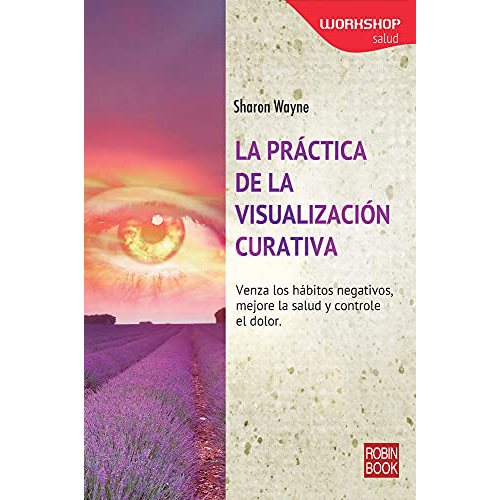 WORKSHOP
salud
Sharon Wayne
LA PRÁCTICA
DE LA
VISUALIZACIÓN
CURATIVA
Venza los hábitos negativos,
mejore la salud y controle
el dolor.
ROBIN
BOOK